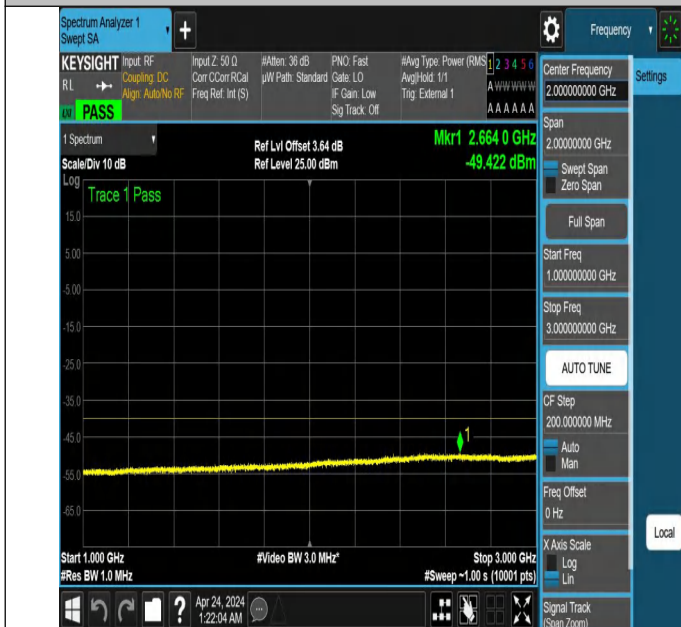 Spectrum Analyzer 1
Swept SA
+
Frequency
KEYSIGHT
RL
PASS
Input: RF
Coupling: DC
Align: Auto/No RF
Input Z: 50 Ω
Corr CCorr RCal
Freq Ref: Int (S)
#Atten: 36 dB
µW Path: Standard
PNO: Fast
Gate: LO
IF Gain: Low
Sig Track: Off
#Avg Type: Power (RMS
Avg|Hold: 1/1
Trig: External 1
1 2 3 4 5 6
A W W W W W
A A A A A A
1 Spectrum
Scale/Div 10 dB
Log
Ref Lvl Offset 3.64 dB
Ref Level 25.00 dBm
Mkr1 2.664 0 GHz
-49.422 dBm
Trace 1 Pass
15.0
5.00
-5.00
-15.0
-25.0
-35.0
-45.0
-55.0
-65.0
1
Start 1.000 GHz
#Res BW 1.0 MHz
#Video BW 3.0 MHz*
Stop 3.000 GHz
#Sweep ~1.00 s (10001 pts)
?
Apr 24, 2024
1:22:04 AM
Center Frequency
2.000000000 GHz
Settings
Span
2.00000000 GHz
Swept Span
Zero Span
Full Span
Start Freq
1.000000000 GHz
Stop Freq
3.000000000 GHz
AUTO TUNE
CF Step
200.000000 MHz
Auto
Man
Freq Offset
0 Hz
X Axis Scale
Log
Lin
Local
Signal Track
(Span Zoom)